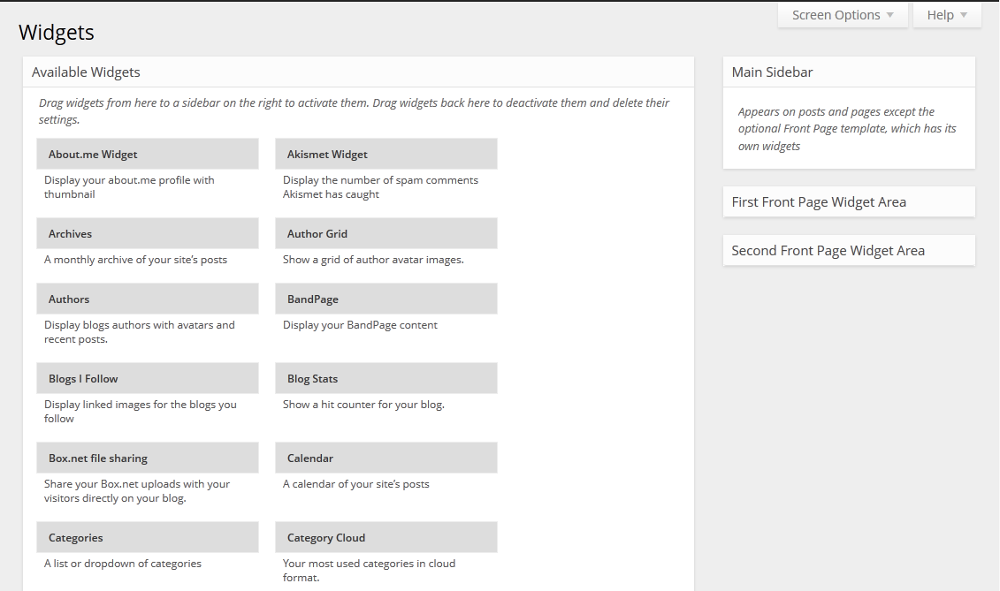 Screen Options
Help
Widgets
Available Widgets
Drag widgets from here to a sidebar on the right to activate them. Drag widgets back here to deactivate them and delete their
settings.
About.me Widget
Display your about.me profile with
thumbnail
Akismet Widget
Display the number of spam comments
Akismet has caught
Archives
A monthly archive of your site’s posts
Author Grid
Show a grid of author avatar images.
Authors
Display blogs authors with avatars and
recent posts.
BandPage
Display your BandPage content
Blogs I Follow
Display linked images for the blogs you
follow
Blog Stats
Show a hit counter for your blog.
Box.net file sharing
Share your Box.net uploads with your
visitors directly on your blog.
Calendar
A calendar of your site’s posts
Categories
A list or dropdown of categories
Category Cloud
Your most used categories in cloud
format.
Main Sidebar
Appears on posts and pages except the
optional Front Page template, which has its
own widgets
First Front Page Widget Area
Second Front Page Widget Area